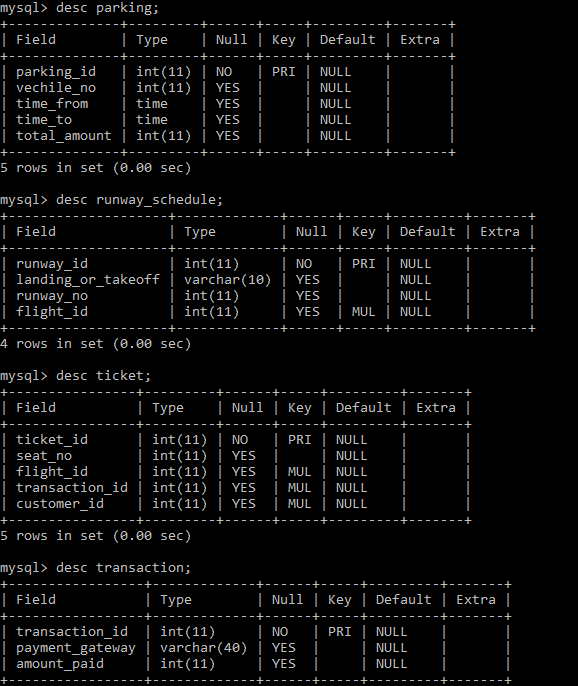 mysql> desc parking;
+--------------+---------+------+-----+---------+-------+
| Field        | Type    | Null | Key | Default | Extra |
+--------------+---------+------+-----+---------+-------+
| parking_id   | int(11) | NO   | PRI | NULL    |       |
| vechile_no   | int(11) | YES  |     | NULL    |       |
| time_from    | time    | YES  |     | NULL    |       |
| time_to      | time    | YES  |     | NULL    |       |
| total_amount | int(11) | YES  |     | NULL    |       |
+--------------+---------+------+-----+---------+-------+
5 rows in set (0.00 sec)

mysql> desc runway_schedule;
+--------------------+-------------+------+-----+---------+-------+
| Field              | Type        | Null | Key | Default | Extra |
+--------------------+-------------+------+-----+---------+-------+
| runway_id          | int(11)     | NO   | PRI | NULL    |       |
| landing_or_takeoff | varchar(10) | YES  |     | NULL    |       |
| runway_no          | int(11)     | YES  |     | NULL    |       |
| flight_id          | int(11)     | YES  | MUL | NULL    |       |
+--------------------+-------------+------+-----+---------+-------+
4 rows in set (0.00 sec)

mysql> desc ticket;
+----------------+---------+------+-----+---------+-------+
| Field          | Type    | Null | Key | Default | Extra |
+----------------+---------+------+-----+---------+-------+
| ticket_id      | int(11) | NO   | PRI | NULL    |       |
| seat_no        | int(11) | YES  |     | NULL    |       |
| flight_id      | int(11) | YES  | MUL | NULL    |       |
| transaction_id | int(11) | YES  | MUL | NULL    |       |
| customer_id    | int(11) | YES  | MUL | NULL    |       |
+----------------+---------+------+-----+---------+-------+
5 rows in set (0.00 sec)

mysql> desc transaction;
+-----------------+-------------+------+-----+---------+-------+
| Field           | Type        | Null | Key | Default | Extra |
+-----------------+-------------+------+-----+---------+-------+
| transaction_id  | int(11)     | NO   | PRI | NULL    |       |
| payment_gateway | varchar(40) | YES  |     | NULL    |       |
| amount_paid     | int(11)     | YES  |     | NULL    |       |
+-----------------+-------------+------+-----+---------+-------+